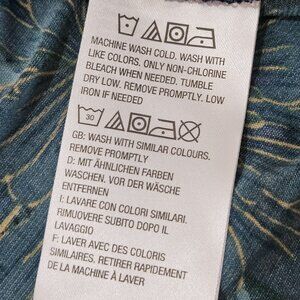 MACHINE WASH COLD. WASH WITH
LIKE COLORS. ONLY NON-CHLORINE
BLEACH WHEN NEEDED. TUMBLE
DRY LOW. REMOVE PROMPTLY. LOW
IRON IF NEEDED
30
GB: WASH WITH SIMILAR COLOURS.
REMOVE PROMPTLY
D: MIT ÄHNLICHEN FARBEN
WASCHEN. VOR DER WÄSCHE
ENTFERNEN
I: LAVARE CON COLORI SIMILARI.
RIMUOVERE SUBITO DOPO IL
LAVAGGIO
F: LAVER AVEC DES COLORIS
SIMILAIRES, RETIRER RAPIDEMENT
DE LA MACHINE À LAVER